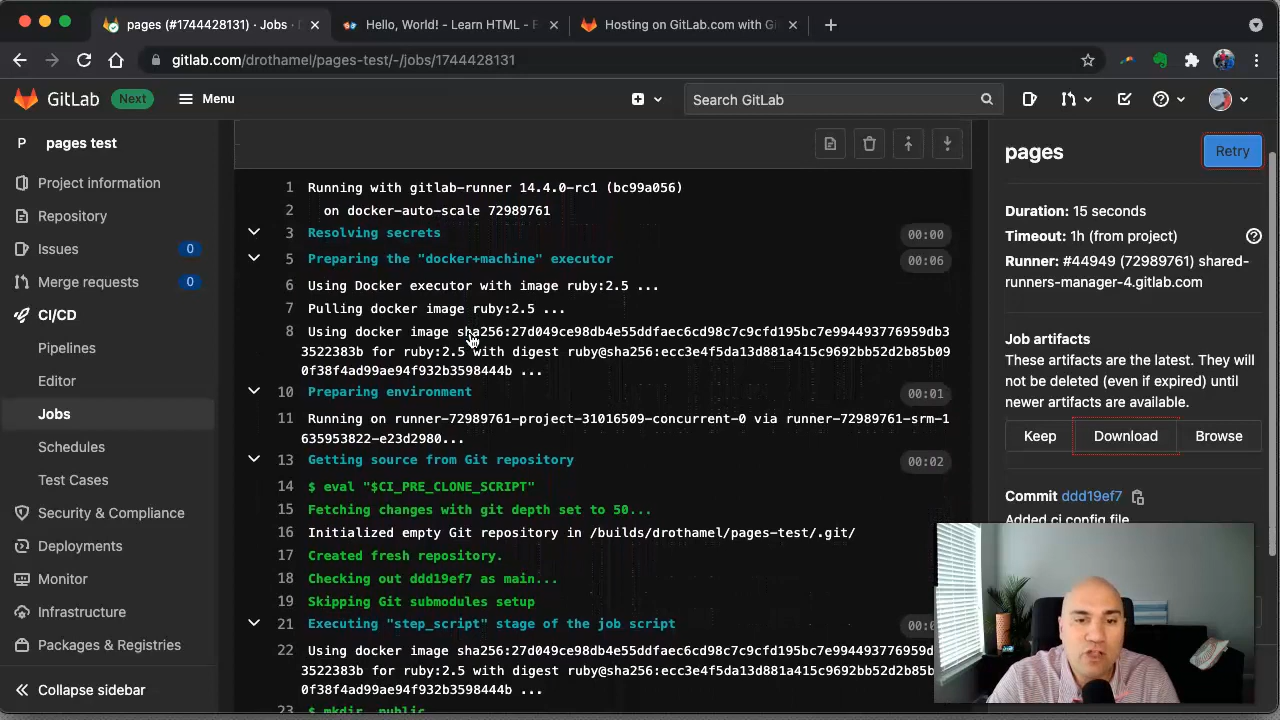 pages (#1744428131) · Jobs ·
Hello, World! - Learn HTML - F
Hosting on GitLab.com with Gi
gitlab.com/drothamel/pages-test/-/jobs/1744428131
GitLab Next Menu Search GitLab
P pages test
Project information
Repository
Issues 0
Merge requests 0
CI/CD
Pipelines
Editor
Jobs
Schedules
Test Cases
Security & Compliance
Deployments
Monitor
Infrastructure
Packages & Registries
Collapse sidebar
1 Running with gitlab-runner 14.4.0-rc1 (bc99a056)
2 on docker-auto-scale 72989761
3 Resolving secrets 00:00
5 Preparing the "docker+machine" executor 00:06
6 Using Docker executor with image ruby:2.5 ...
7 Pulling docker image ruby:2.5 ...
8 Using docker image sha256:27d049ce98db4e55ddfaec6cd98c7c9cfd195bc7e994493776959db3
3522383b for ruby:2.5 with digest ruby@sha256:ecc3e4f5da13d881a415c9692bb52d2b85b09
0f38f4ad99ae94f932b3598444b ...
10 Preparing environment 00:01
11 Running on runner-72989761-project-31016509-concurrent-0 via runner-72989761-srm-1
635953822-e23d2980...
13 Getting source from Git repository 00:02
14 $ eval "$CI_PRE_CLONE_SCRIPT"
15 Fetching changes with git depth set to 50...
16 Initialized empty Git repository in /builds/drothamel/pages-test/.git/
17 Created fresh repository.
18 Checking out ddd19ef7 as main...
19 Skipping Git submodules setup
21 Executing "step_script" stage of the job script
22 Using docker image sha256:27d049ce98db4e55ddfaec6cd98c7c9cfd195bc7e994493776959d
3522383b for ruby:2.5 with digest ruby@sha256:ecc3e4f5da13d881a415c9692bb52d2b85b
0f38f4ad99ae94f932b3598444b ...
23 $ mkdir public
pages
Retry
Duration: 15 seconds
Timeout: 1h (from project)
Runner: #44949 (72989761) shared-
runners-manager-4.gitlab.com
Job artifacts
These artifacts are the latest. They will
not be deleted (even if expired) until
newer artifacts are available.
Keep Download Browse
Commit ddd19ef7
Added ci config file